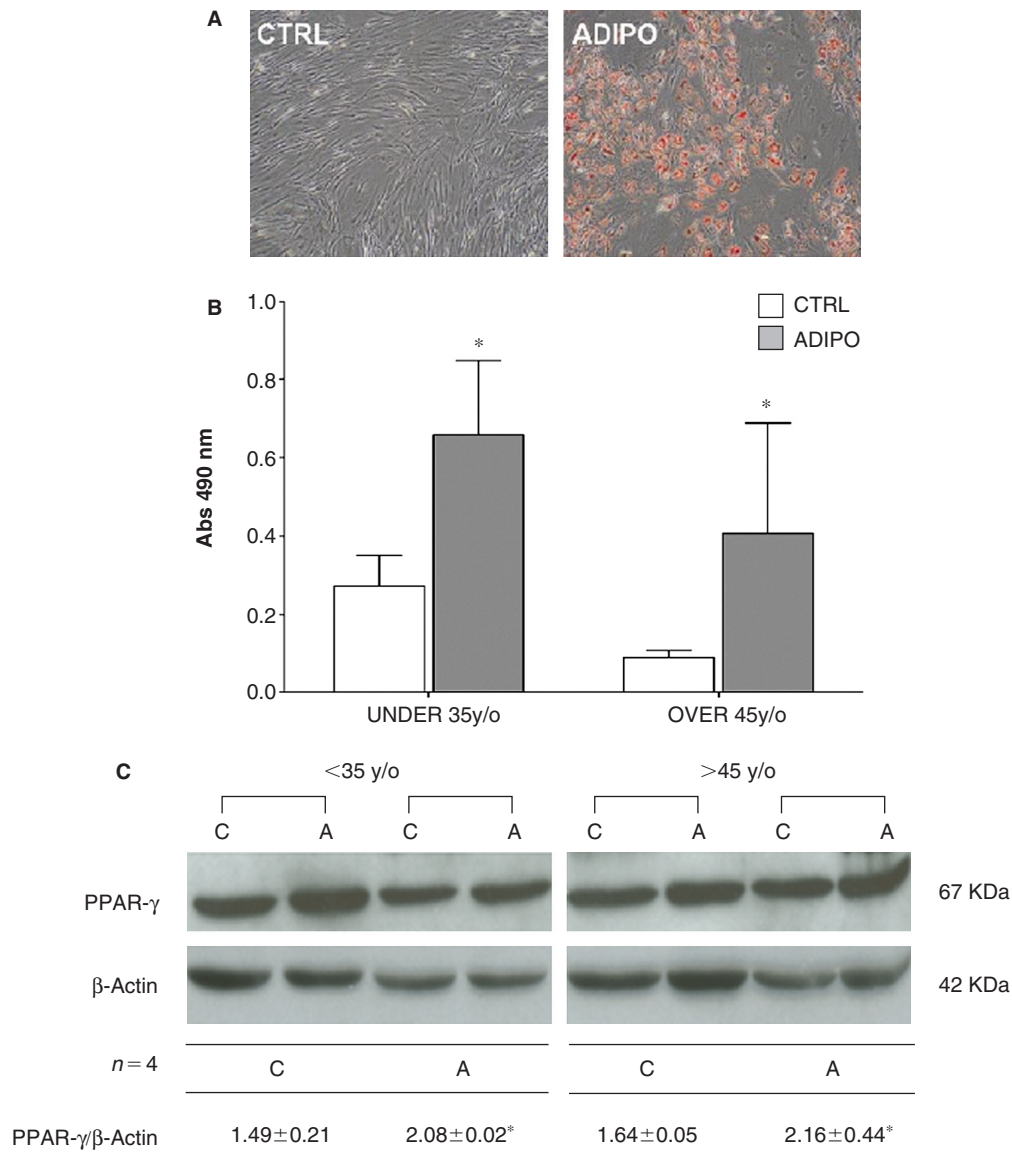 A
CTRL
ADIPO
B
1.0
0.8
0.6
0.4
0.2
0.0
Abs 490 nm
*
*
CTRL
ADIPO
UNDER 35y/o
OVER 45y/o
C
<35 y/o
>45 y/o
C A C A C A C A
PPAR-γ
67 KDa
β-Actin
42 KDa
n=4
C A C A
PPAR-γ/β-Actin 1.49±0.21 2.08±0.02* 1.64±0.05 2.16±0.44*